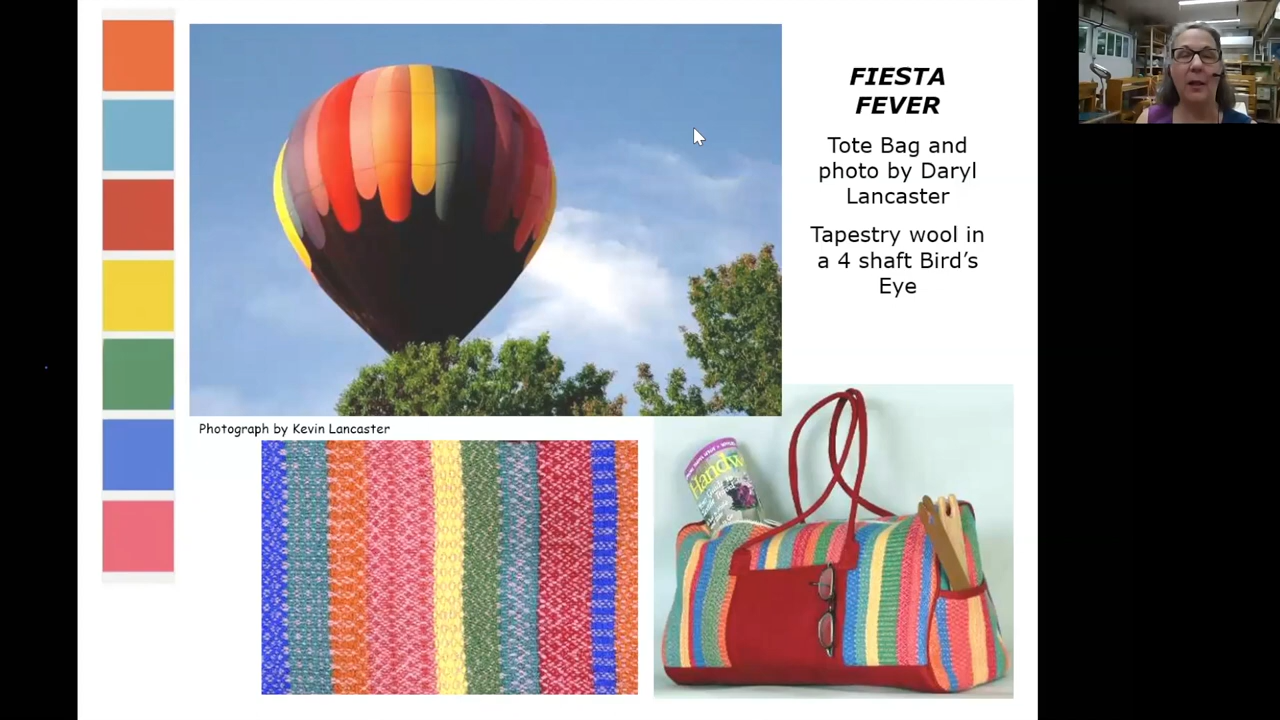 FIESTA
FEVER
Tote Bag and
photo by Daryl
Lancaster
Tapestry wool in
a 4 shaft Bird's
Eye
Photograph by Kevin Lancaster
Handw